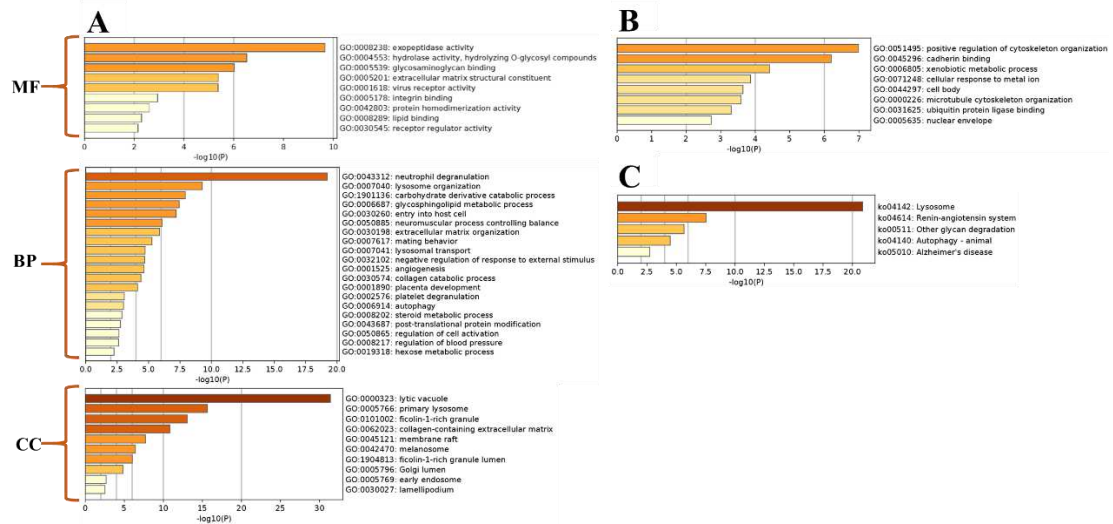 A
MF
GO:0008238: exopeptidase activity
GO:0004553: hydrolase activity, hydrolyzing O-glycosyl compounds
GO:0005539: glycosaminoglycan binding
GO:0005201: extracellular matrix structural constituent
GO:0001618: virus receptor activity
GO:0005178: integrin binding
GO:0042803: protein homodimerization activity
GO:0008289: lipid binding
GO:0030545: receptor regulator activity
0 2 4 6 8 10
-log10(P)
BP
GO:0043312: neutrophil degranulation
GO:0007040: lysosome organization
GO:1901136: carbohydrate derivative catabolic process
GO:0006687: glycosphingolipid metabolic process
GO:0030260: entry into host cell
GO:0050885: neuromuscular process controlling balance
GO:0030198: extracellular matrix organization
GO:0007617: mating behavior
GO:0007041: lysosomal transport
GO:0032102: negative regulation of response to external stimulus
GO:0001525: angiogenesis
GO:0030574: collagen catabolic process
GO:0001890: placenta development
GO:0002576: platelet degranulation
GO:0006914: autophagy
GO:0008202: steroid metabolic process
GO:0043687: post-translational protein modification
GO:0050865: regulation of cell activation
GO:0008217: regulation of blood pressure
GO:0019318: hexose metabolic process
0.0 2.5 5.0 7.5 10.0 12.5 15.0 17.5 20.0
-log10(P)
CC
GO:0000323: lytic vacuole
GO:0005766: primary lysosome
GO:0101002: ficolin-1-rich granule
GO:0062023: collagen-containing extracellular matrix
GO:0045121: membrane raft
GO:0042470: melanosome
GO:1904813: ficolin-1-rich granule lumen
GO:0005796: Golgi lumen
GO:0005769: early endosome
GO:0030027: lamellipodium
0 5 10 15 20 25 30
-log10(P)
B
GO:0051495: positive regulation of cytoskeleton organization
GO:0045296: cadherin binding
GO:0006805: xenobiotic metabolic process
GO:0071248: cellular response to metal ion
GO:0044297: cell body
GO:0000226: microtubule cytoskeleton organization
GO:0031625: ubiquitin protein ligase binding
GO:0005635: nuclear envelope
0 1 2 3 4 5 6 7
-log10(P)
C
ko04142: Lysosome
ko04614: Renin-angiotensin system
ko00511: Other glycan degradation
ko04140: Autophagy - animal
ko05010: Alzheimer's disease
0.0 2.5 5.0 7.5 10.0 12.5 15.0 17.5 20.0
-log10(P)